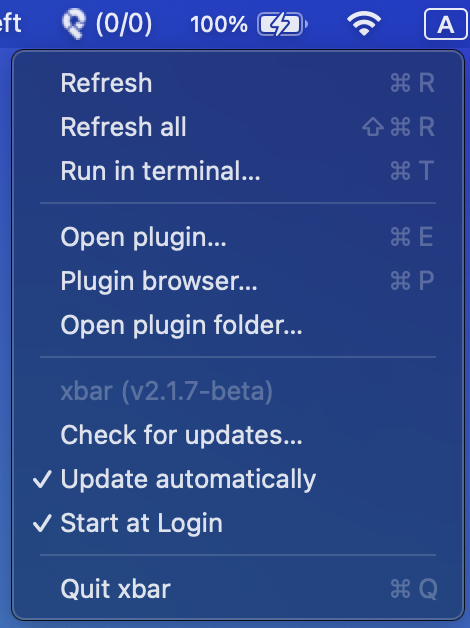 eft (0/0) 100% A
Refresh ⌘ R
Refresh all ⇧ ⌘ R
Run in terminal... ⌘ T
Open plugin... ⌘ E
Plugin browser... ⌘ P
Open plugin folder...
xbar (v2.1.7-beta)
Check for updates...
✓ Update automatically
✓ Start at Login
Quit xbar ⌘ Q